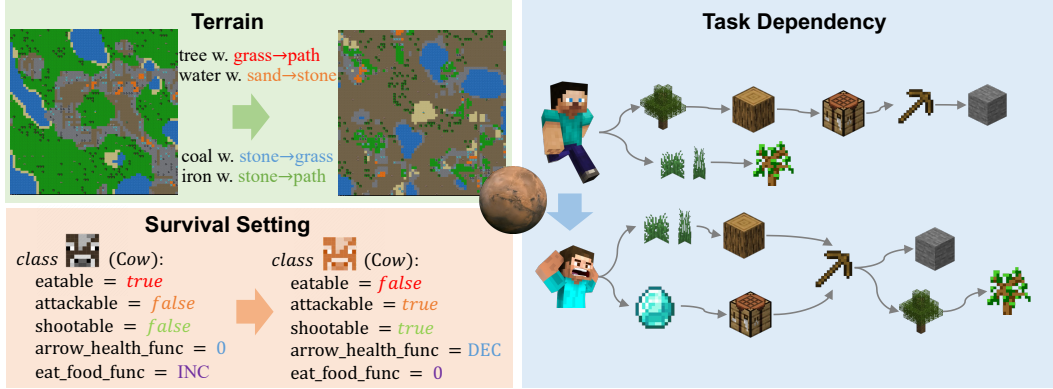 Terrain
tree w. grass→path
water w. sand→stone
coal w. stone→grass
iron w. stone→path
Survival Setting
class (Cow):
eatable = true
attackable = false
shootable = false
arrow_health_func = 0
eat_food_func = INC
class (Cow):
eatable = false
attackable = true
shootable = true
arrow_health_func = DEC
eat_food_func = 0
Task Dependency